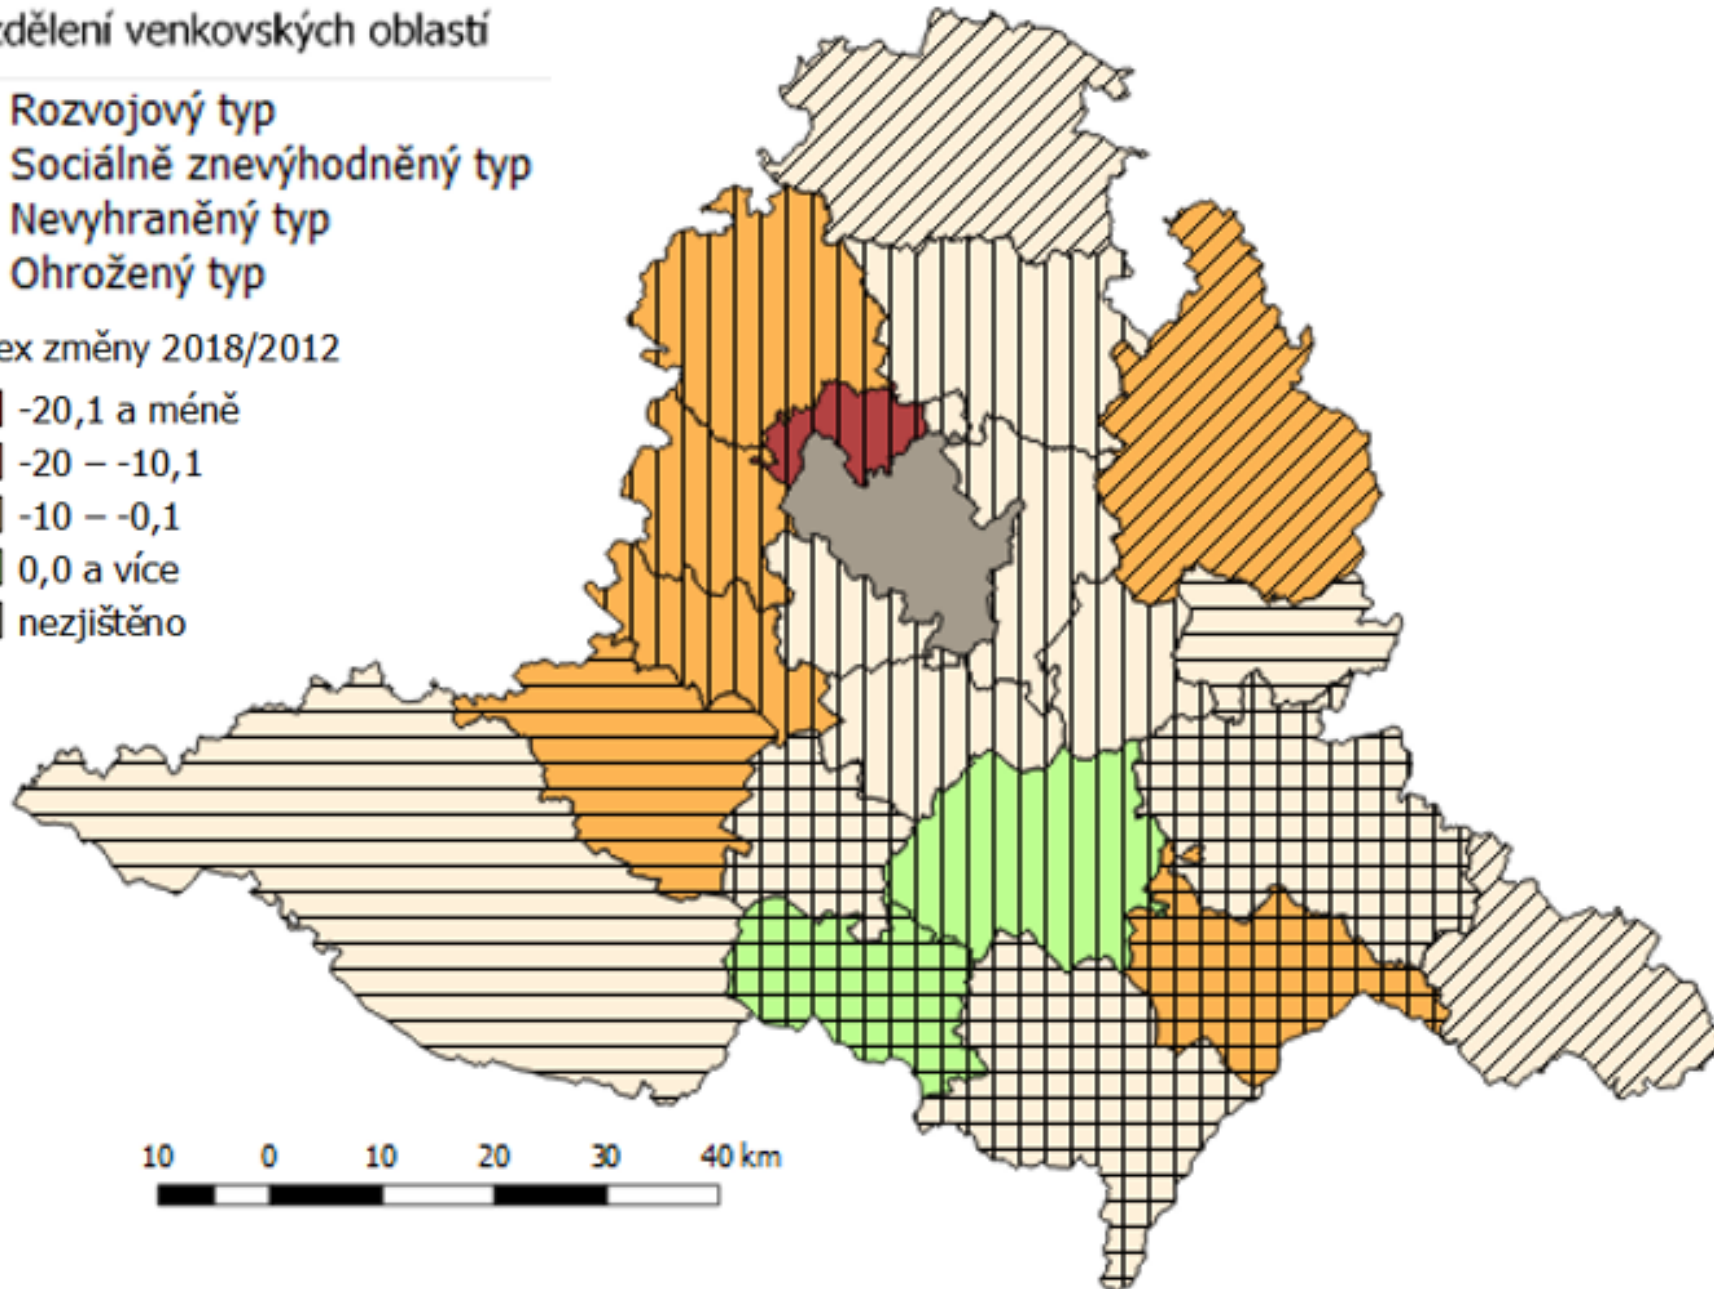 zdělení venkovských oblastí
Rozvojový typ
Sociálně znevýhodněný typ
Nevyhraněný typ
Ohrožený typ
ex změny 2018/2012
-20,1 a méně
-20 – -10,1
-10 – -0,1
0,0 a více
nezjištěno
10 0 10 20 30 40 km